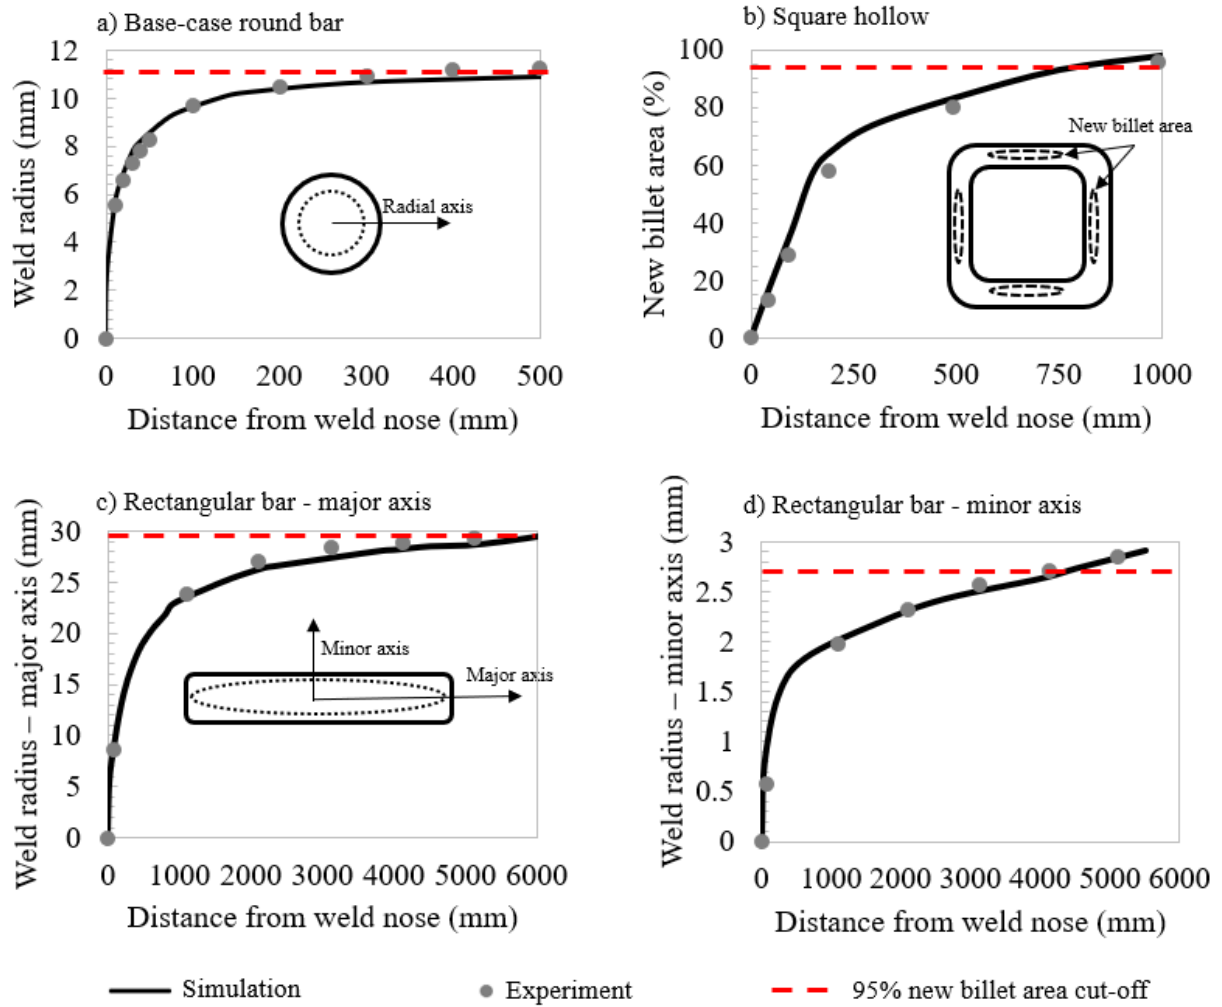 a) Base-case round bar
Weld radius (mm)
12
10
8
6
4
2
0
Radial axis
0 100 200 300 400 500
Distance from weld nose (mm)
b) Square hollow
New billet area (%)
100
80
60
40
20
0
New billet area
0 250 500 750 1000
Distance from weld nose (mm)
c) Rectangular bar - major axis
Weld radius – major axis (mm)
30
25
20
15
10
5
0
Minor axis
Major axis
0 1000 2000 3000 4000 5000 6000
Distance from weld nose (mm)
d) Rectangular bar - minor axis
Weld radius – minor axis (mm)
3
2.5
2
1.5
1
0.5
0
0 1000 2000 3000 4000 5000 6000
Distance from weld nose (mm)
Simulation
Experiment
95% new billet area cut-off